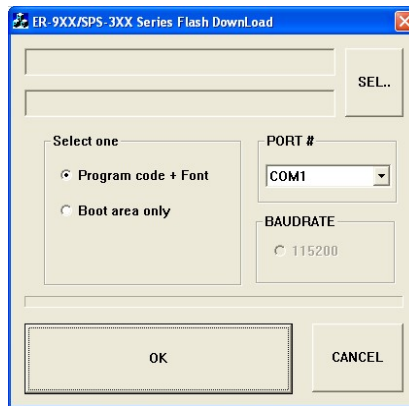 ER-9XX/SPS-3XX Series Flash DownLoad
SEL..
Select one
Program code + Font
Boot area only
PORT #
COM1
BAUDRATE
115200
OK
CANCEL